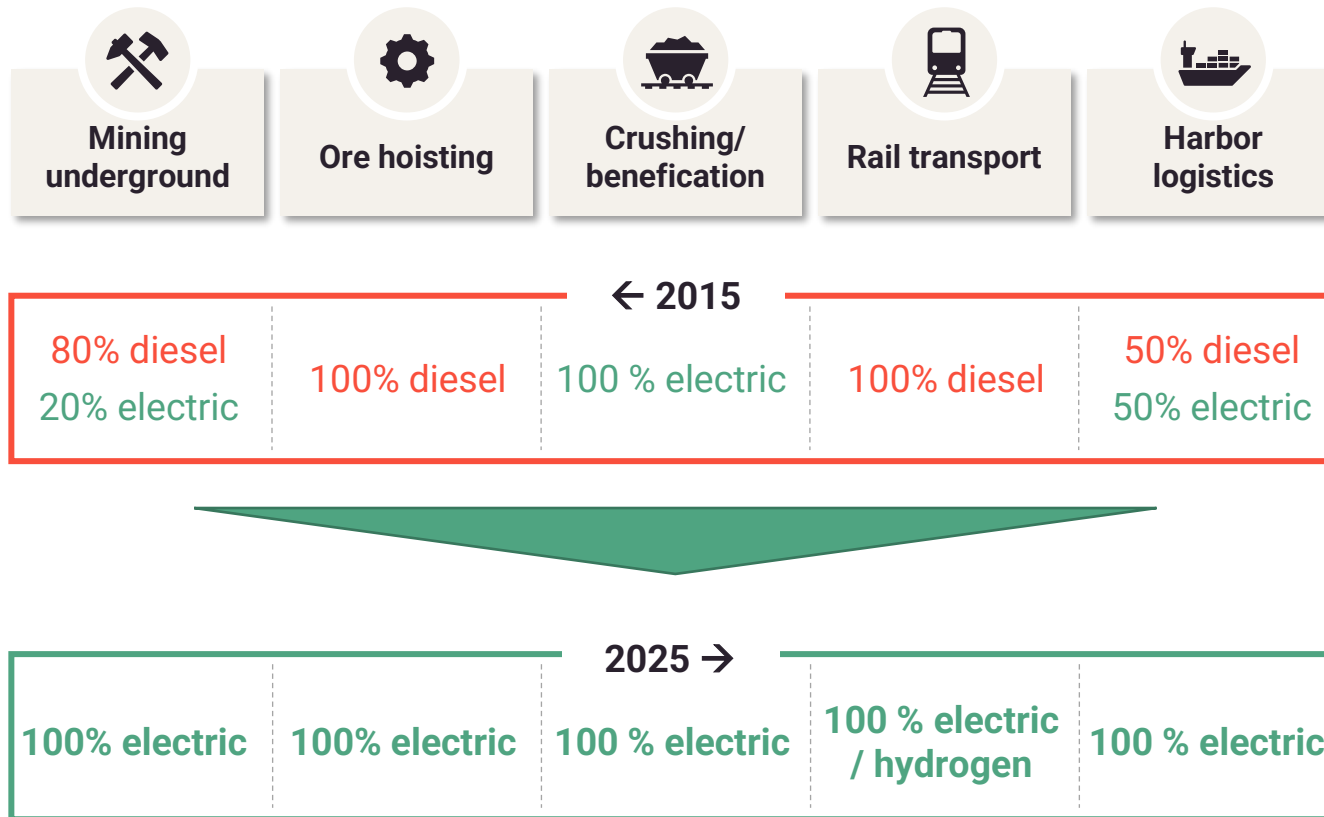 Mining
underground
Ore hoisting
Crushing/
benefication
Rail transport
Harbor
logistics
← 2015
80% diesel
20% electric
100% diesel
100 % electric
100% diesel
50% diesel
50% electric
2025 →
100% electric
100% electric
100 % electric
100 % electric
/ hydrogen
100 % electric